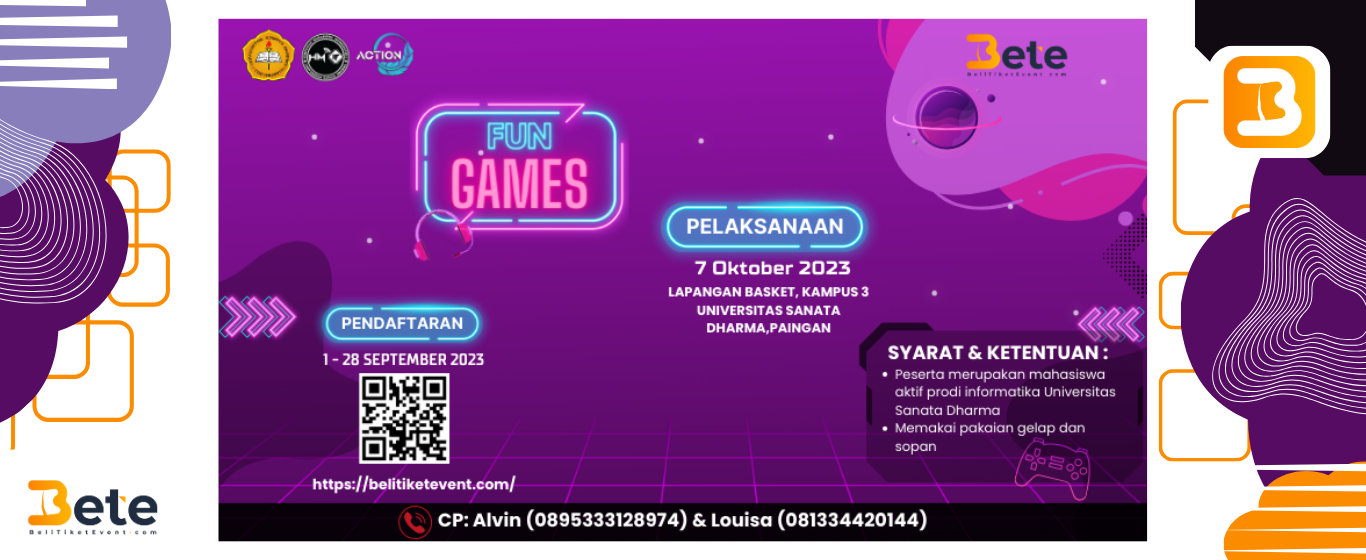 ACTION
Bete
BeliTiketEvent.com
FUN
GAMES
PELAKSANAAN
7 Oktober 2023
LAPANGAN BASKET, KAMPUS 3
UNIVERSITAS SANATA
DHARMA,PAINGAN
PENDAFTARAN
1 - 28 SEPTEMBER 2023
https://belitiketevent.com/
SYARAT & KETENTUAN :
• Peserta merupakan mahasiswa
aktif prodi informatika Universitas
Sanata Dharma
• Memakai pakaian gelap dan
sopan
CP: Alvin (0895333128974) & Louisa (081334420144)
Bete
BeliTiketEvent.com